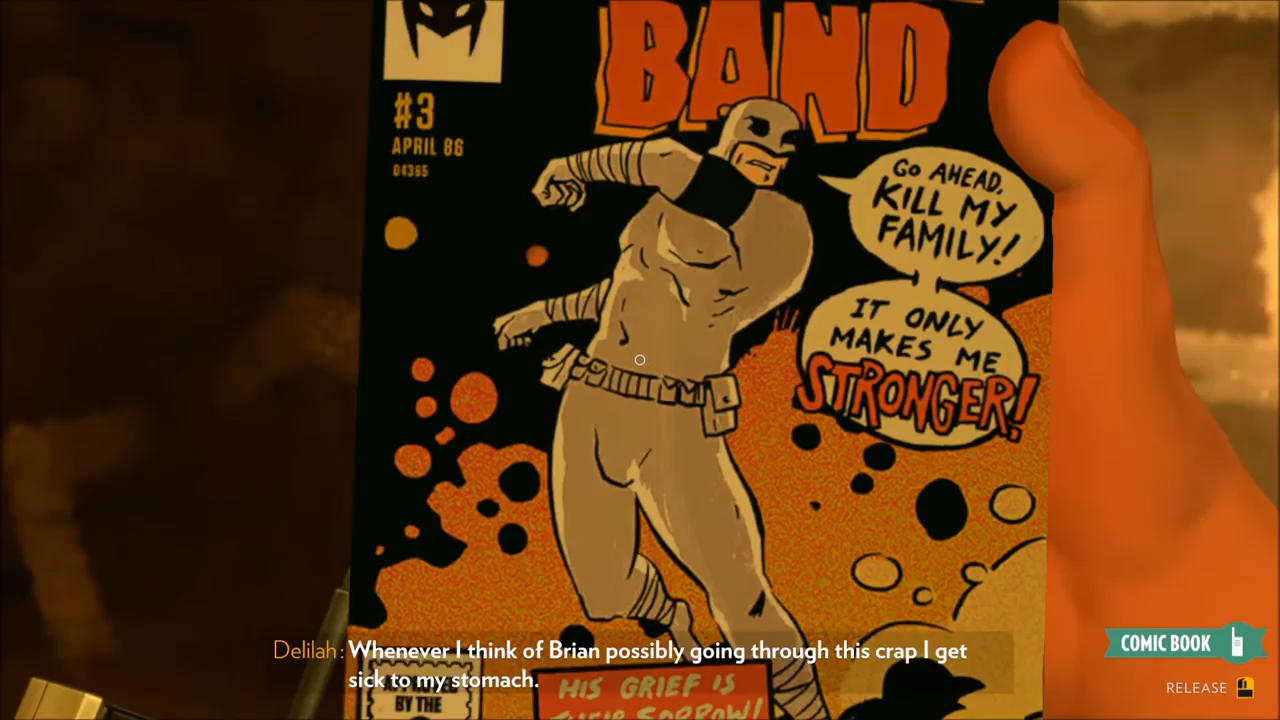 BAND
#3
APRIL 86
04365
GO AHEAD,
KILL MY
FAMILY!
IT ONLY
MAKES ME
STRONGER!
Delilah: Whenever I think of Brian possibly going through this crap I get
sick to my stomach.
BY THE
HIS GRIEF IS
THEIR SORROW!
COMIC BOOK
RELEASE